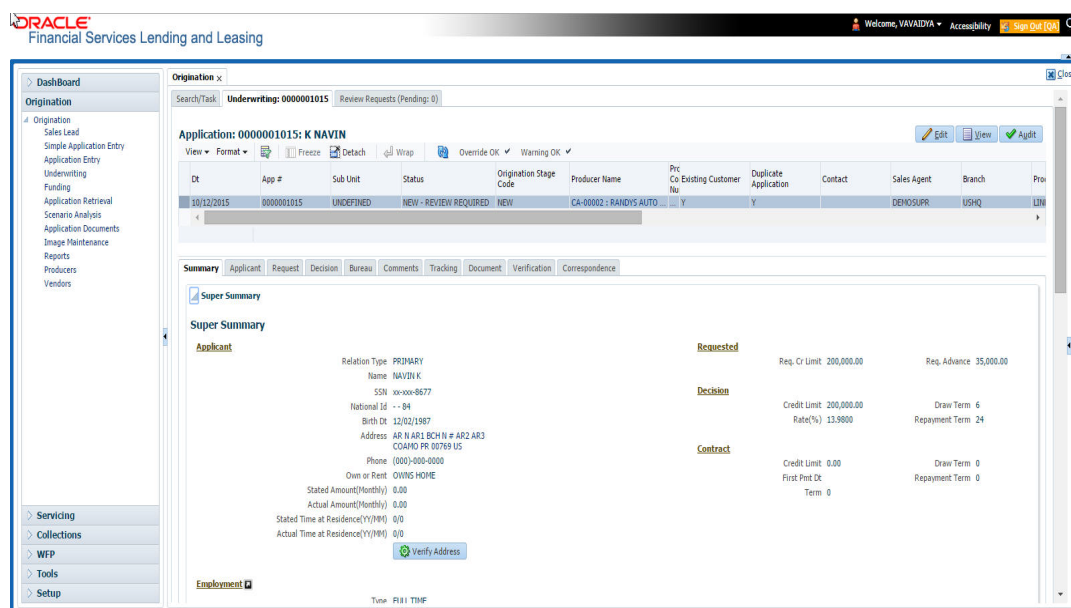 ORACLE
Financial Services Lending and Leasing
Welcome, VAVAIDYA Accessibility Sign Out [QA]
Close
DashBoard
Origination
Origination
Sales Lead
Simple Application Entry
Application Entry
Underwriting
Funding
Application Retrieval
Scenario Analysis
Application Documents
Image Maintenance
Reports
Producers
Vendors
Servicing
Collections
WFP
Tools
Setup
Origination x
Search/Task Underwriting: 0000001015 Review Requests (Pending: 0)
Application: 0000001015: K NAVIN
Edit View Audit
View Format Freeze Detach Wrap Override OK Warning OK
Dt App # Sub Unit Status Origination Stage Code Producer Name Prc Co Nu Existing Customer Duplicate Application Contact Sales Agent Branch Proc
10/12/2015 0000001015 UNDEFINED NEW - REVIEW REQUIRED NEW CA-00002 : RANDYS AUTO ... ... Y Y DEMOSUPR USHQ LIN
Summary Applicant Request Decision Bureau Comments Tracking Document Verification Correspondence
Super Summary
Super Summary
Applicant
Relation Type PRIMARY
Name NAVIN K
SSN xx-xxx-8677
National Id - - 84
Birth Dt 12/02/1987
Address AR N AR1 BCH N # AR2 AR3
COAMO PR 00769 US
Phone (000)-000-0000
Own or Rent OWNS HOME
Stated Amount(Monthly) 0.00
Actual Amount(Monthly) 0.00
Stated Time at Residence(YY/MM) 0/0
Actual Time at Residence(YY/MM) 0/0
Verify Address
Employment
Type FULL TIME
Requested
Req. Cr Limit 200,000.00 Req. Advance 35,000.00
Decision
Credit Limit 200,000.00 Draw Term 6
Rate(%) 13.9800 Repayment Term 24
Contract
Credit Limit 0.00 Draw Term 0
First Pmt Dt Repayment Term 0
Term 0